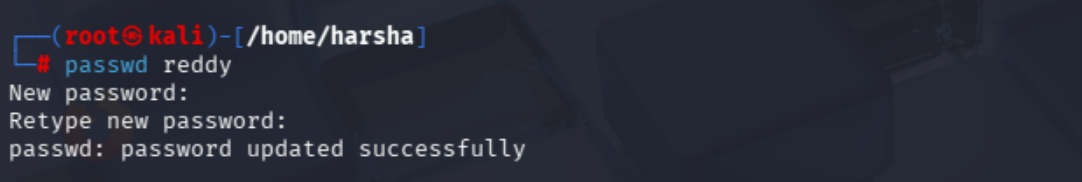 ┌──(root㉿kali)-[/home/harsha]
└─# passwd reddy
New password:
Retype new password:
passwd: password updated successfully